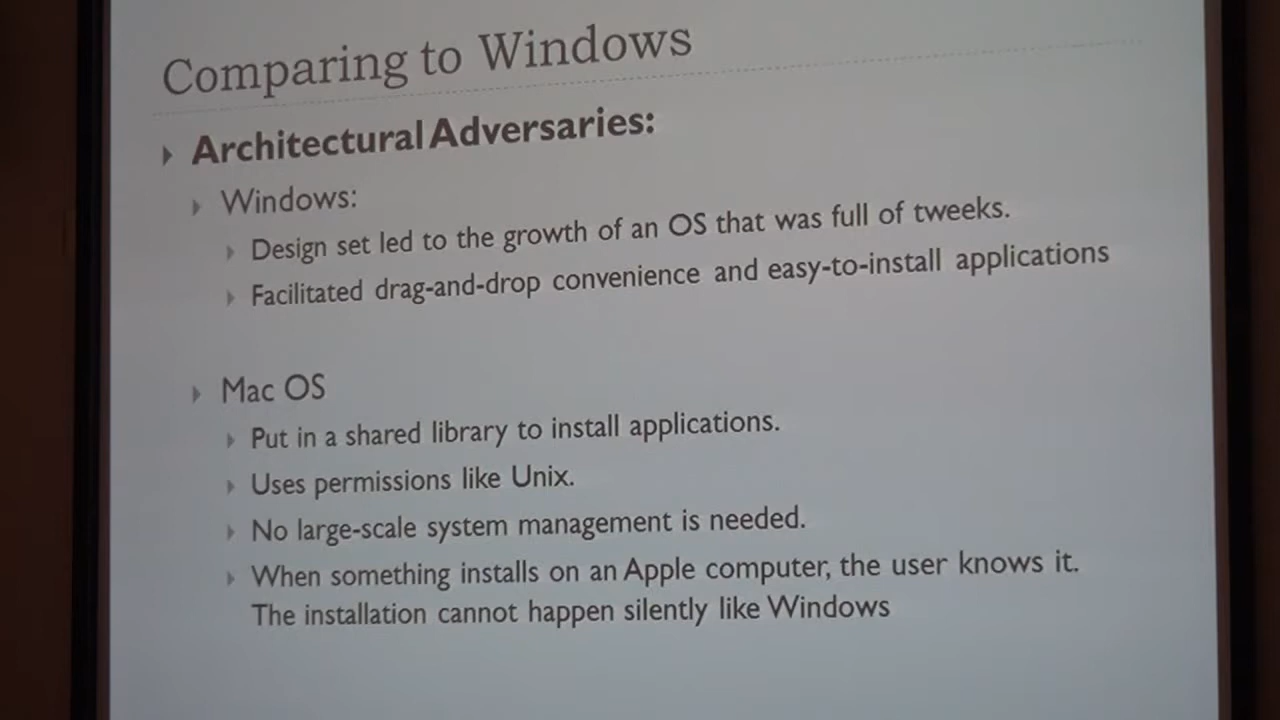 Comparing to Windows
Architectural Adversaries:
Windows:
Design set led to the growth of an OS that was full of tweeks.
Facilitated drag-and-drop convenience and easy-to-install applications
Mac OS
Put in a shared library to install applications.
Uses permissions like Unix.
No large-scale system management is needed.
When something installs on an Apple computer, the user knows it.
The installation cannot happen silently like Windows